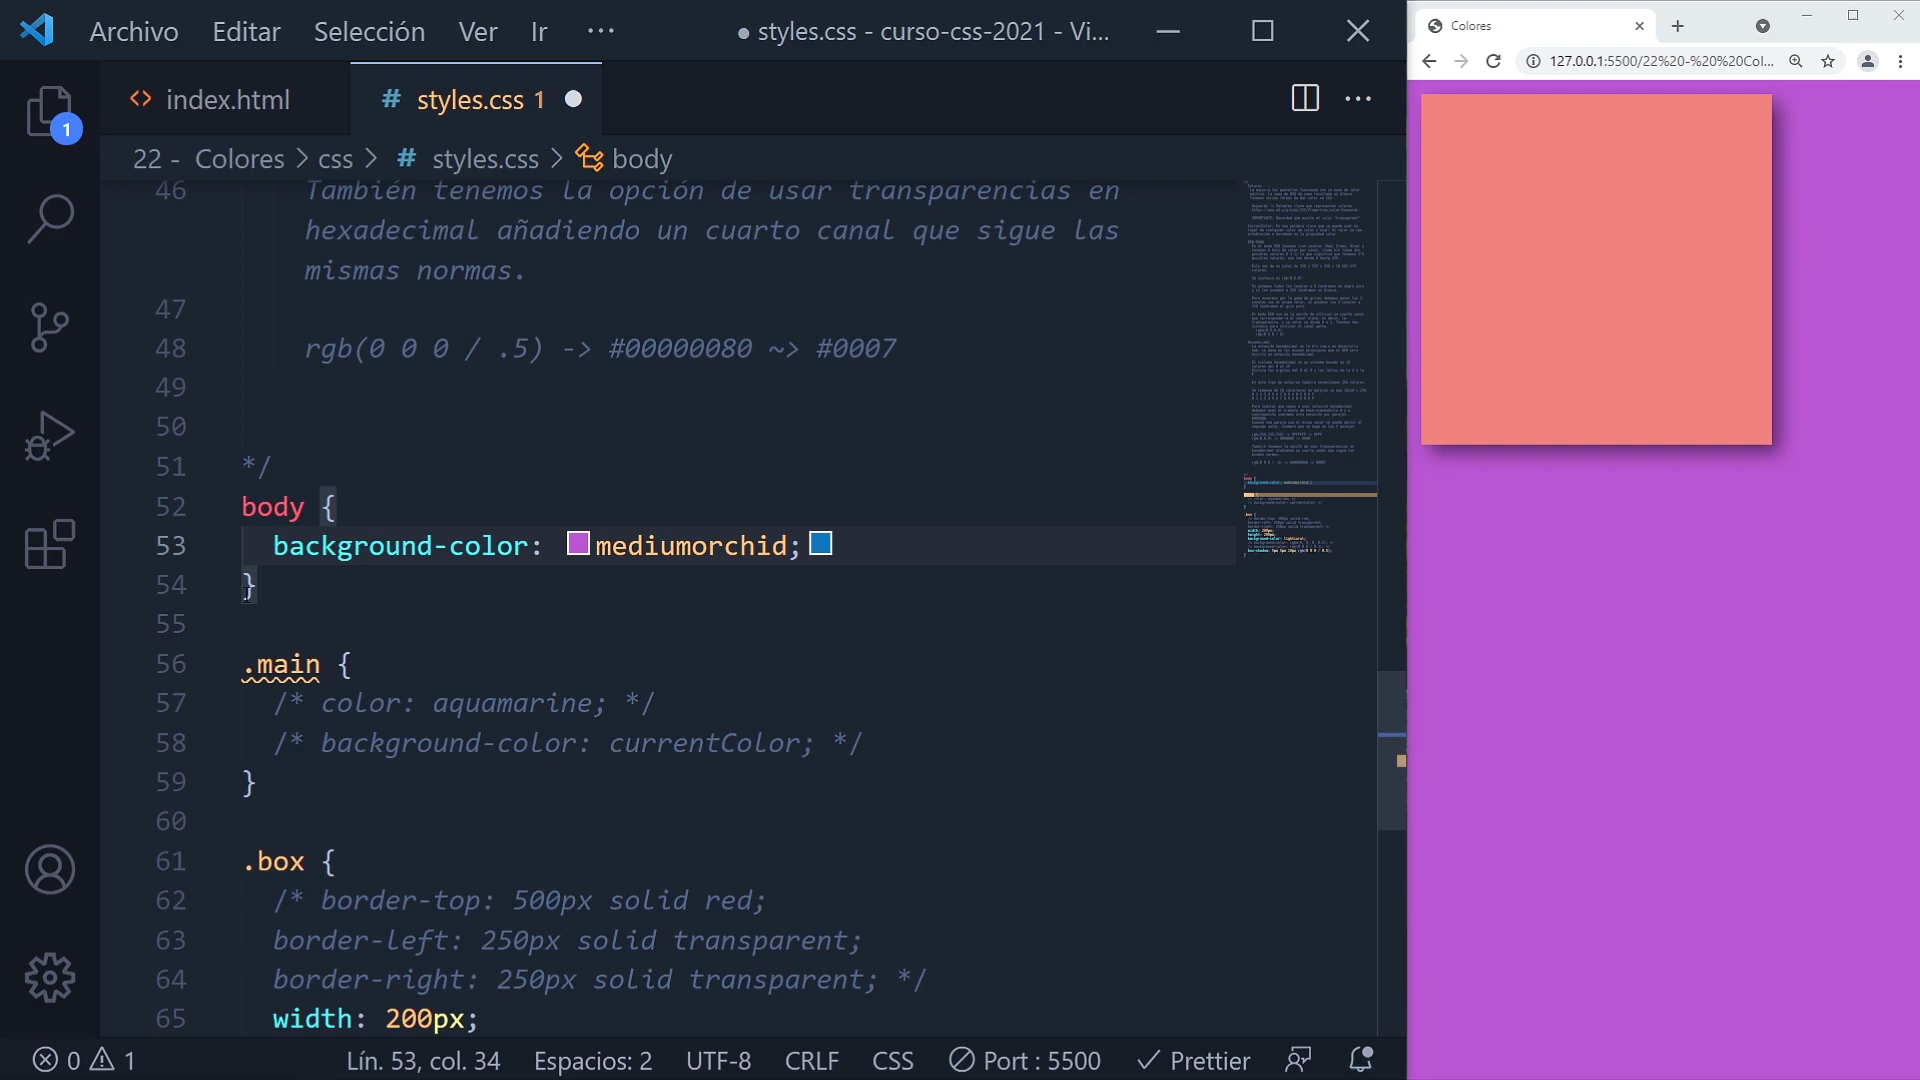 Archivo Editar Selección Ver Ir ··· ● styles.css - curso-css-2021 - Vi...
Colores
127.0.0.1:5500/22%20-%20%20Col...
index.html # styles.css 1
1
22 - Colores > css > # styles.css > body
46 También tenemos la opción de usar transparencias en
hexadecimal añadiendo un cuarto canal que sigue las
mismas normas.
47
48 rgb(0 0 0 / .5) -> #00000080 ~> #0007
49
50
51 */
52 body {
53 background-color: mediumorchid;
54 }
55
56 .main {
57 /* color: aquamarine; */
58 /* background-color: currentColor; */
59 }
60
61 .box {
62 /* border-top: 500px solid red;
63 border-left: 250px solid transparent;
64 border-right: 250px solid transparent; */
65 width: 200px;
0 1 Lín. 53, col. 34 Espacios: 2 UTF-8 CRLF CSS Port : 5500 Prettier